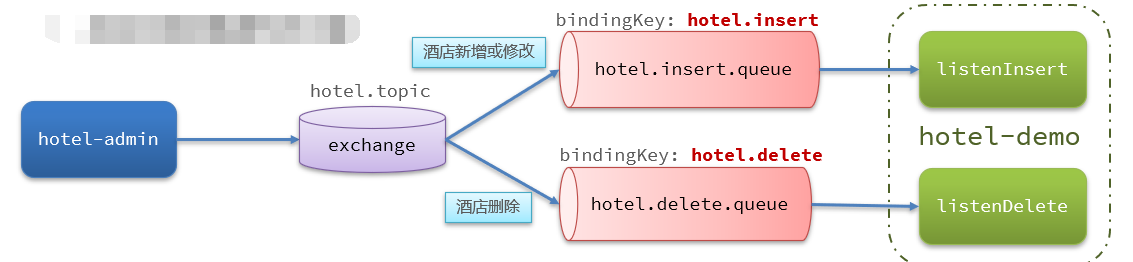 bindingKey: hotel.insert
酒店新增或修改
hotel.insert.queue
listenInsert
hotel.topic
hotel-admin
exchange
hotel-demo
bindingKey: hotel.delete
酒店删除
hotel.delete.queue
listenDelete